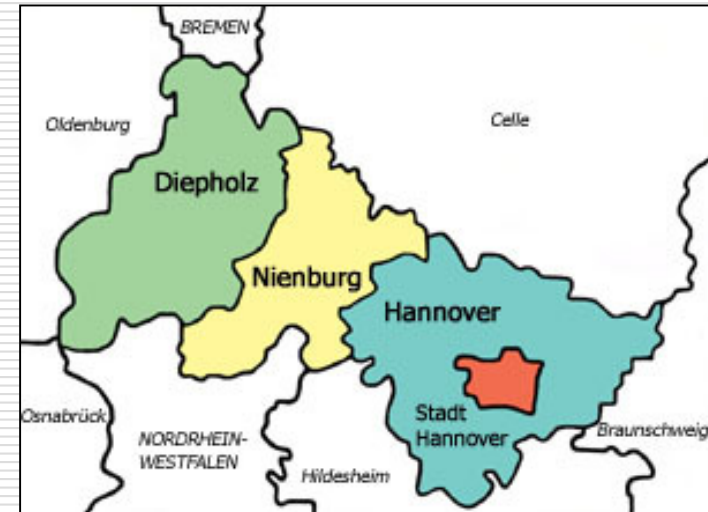 BREMEN
Oldenburg
Celle
Diepholz
Nienburg
Hannover
Stadt
Hannover
Osnabrück
NORDRHEIN-
WESTFALEN
Hildesheim
Braunschweig